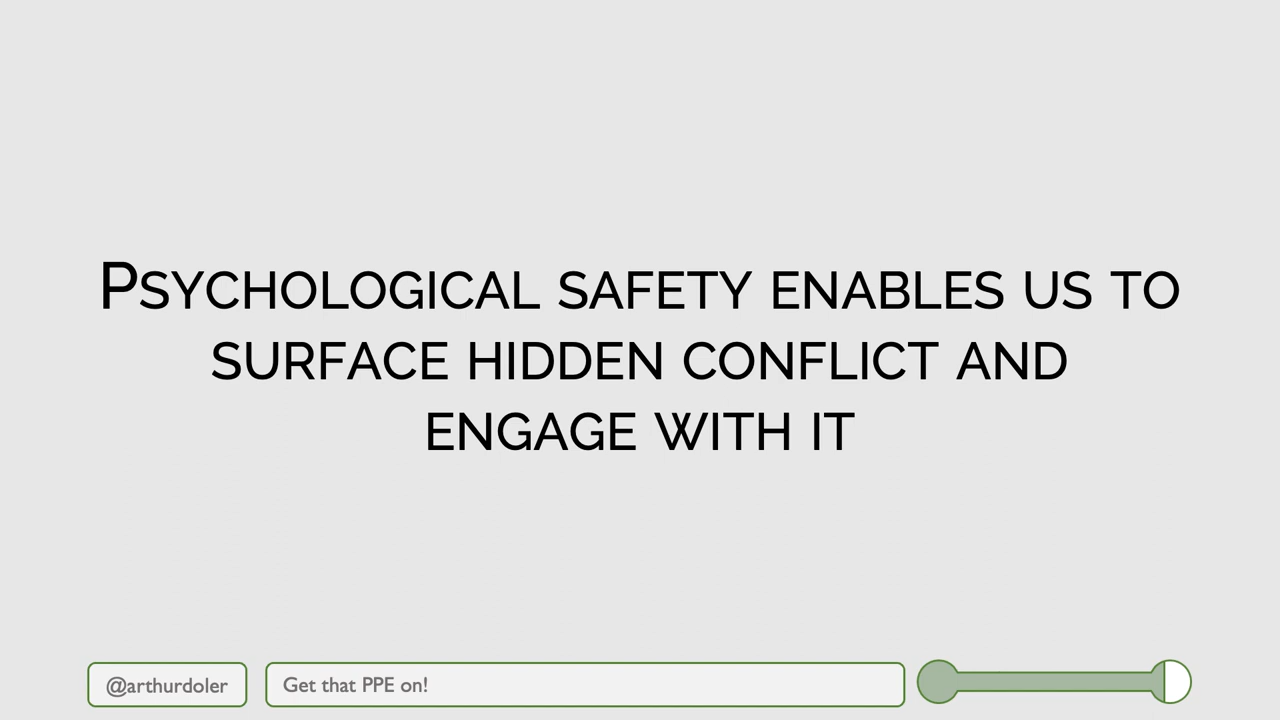 Psychological safety enables us to
surface hidden conflict and
engage with it
@arthurdoler
Get that PPE on!